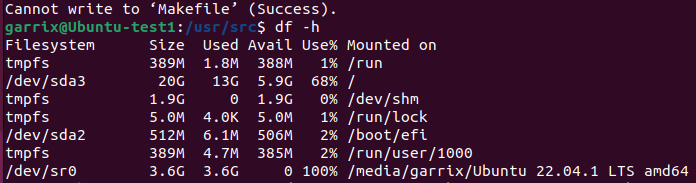 Cannot write to ‘Makefile’ (Success).
garrix@Ubuntu-test1:/usr/src$ df -h
Filesystem      Size  Used Avail Use% Mounted on
tmpfs           389M  1.8M  388M   1% /run
/dev/sda3        20G   13G  5.9G  68% /
tmpfs           1.9G     0  1.9G   0% /dev/shm
tmpfs           5.0M  4.0K  5.0M   1% /run/lock
/dev/sda2       512M  6.1M  506M   2% /boot/efi
tmpfs           389M  4.7M  385M   2% /run/user/1000
/dev/sr0        3.6G  3.6G     0 100% /media/garrix/Ubuntu 22.04.1 LTS amd64